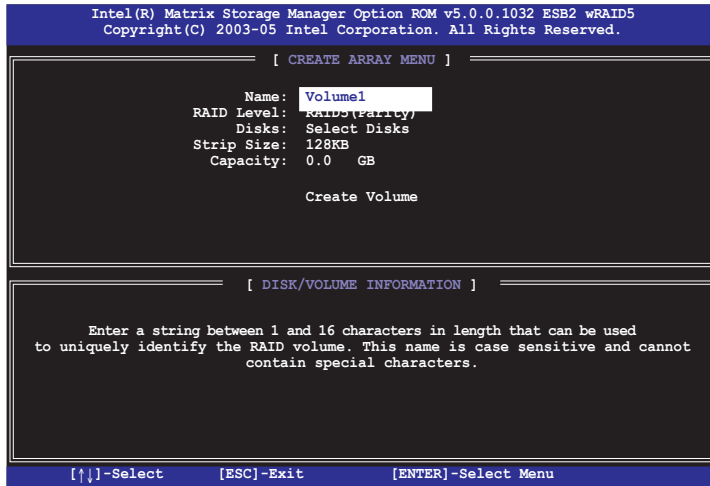 Intel(R) Matrix Storage Manager Option ROM v5.0.0.1032 ESB2 wRAID5
Copyright(C) 2003-05 Intel Corporation. All Rights Reserved.
[ CREATE ARRAY MENU ]
Name: Volume1
RAID Level: RAID5(Parity)
Disks: Select Disks
Strip Size: 128KB
Capacity: 0.0 GB
Create Volume
[ DISK/VOLUME INFORMATION ]
Enter a string between 1 and 16 characters in length that can be used
to uniquely identify the RAID volume. This name is case sensitive and cannot
contain special characters.
[↑↓]-Select [ESC]-Exit [ENTER]-Select Menu